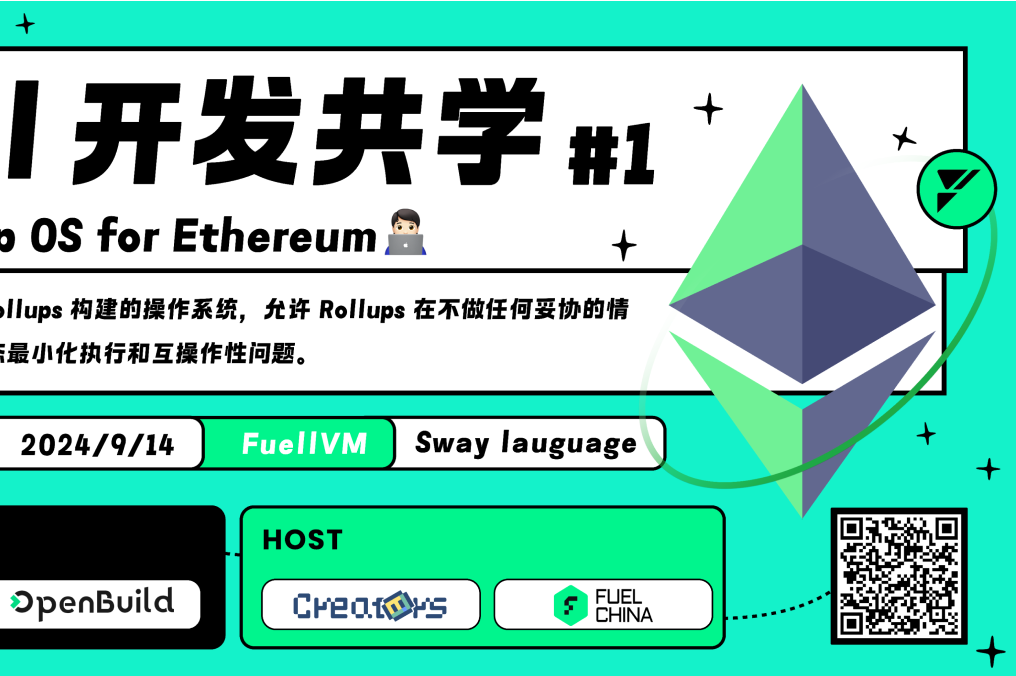 l 开发共学 #1
p OS for Ethereum
ollups 构建的操作系统，允许 Rollups 在不做任何妥协的情
最小化执行和互操作性问题。
2024/9/14 FuellVM Sway lauguage
HOST
OpenBuild Creators FUEL CHINA